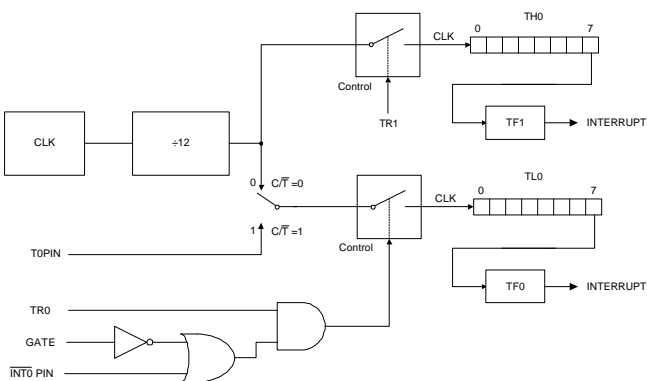 TH0
0 7
CLK
Control
TR1
TF1
INTERRUPT
CLK
÷12
0 C/T̅ =0
1 C/T̅ =1
TL0
0 7
CLK
Control
T0PIN
TF0
INTERRUPT
TR0
GATE
I̅N̅T̅0̅ PIN